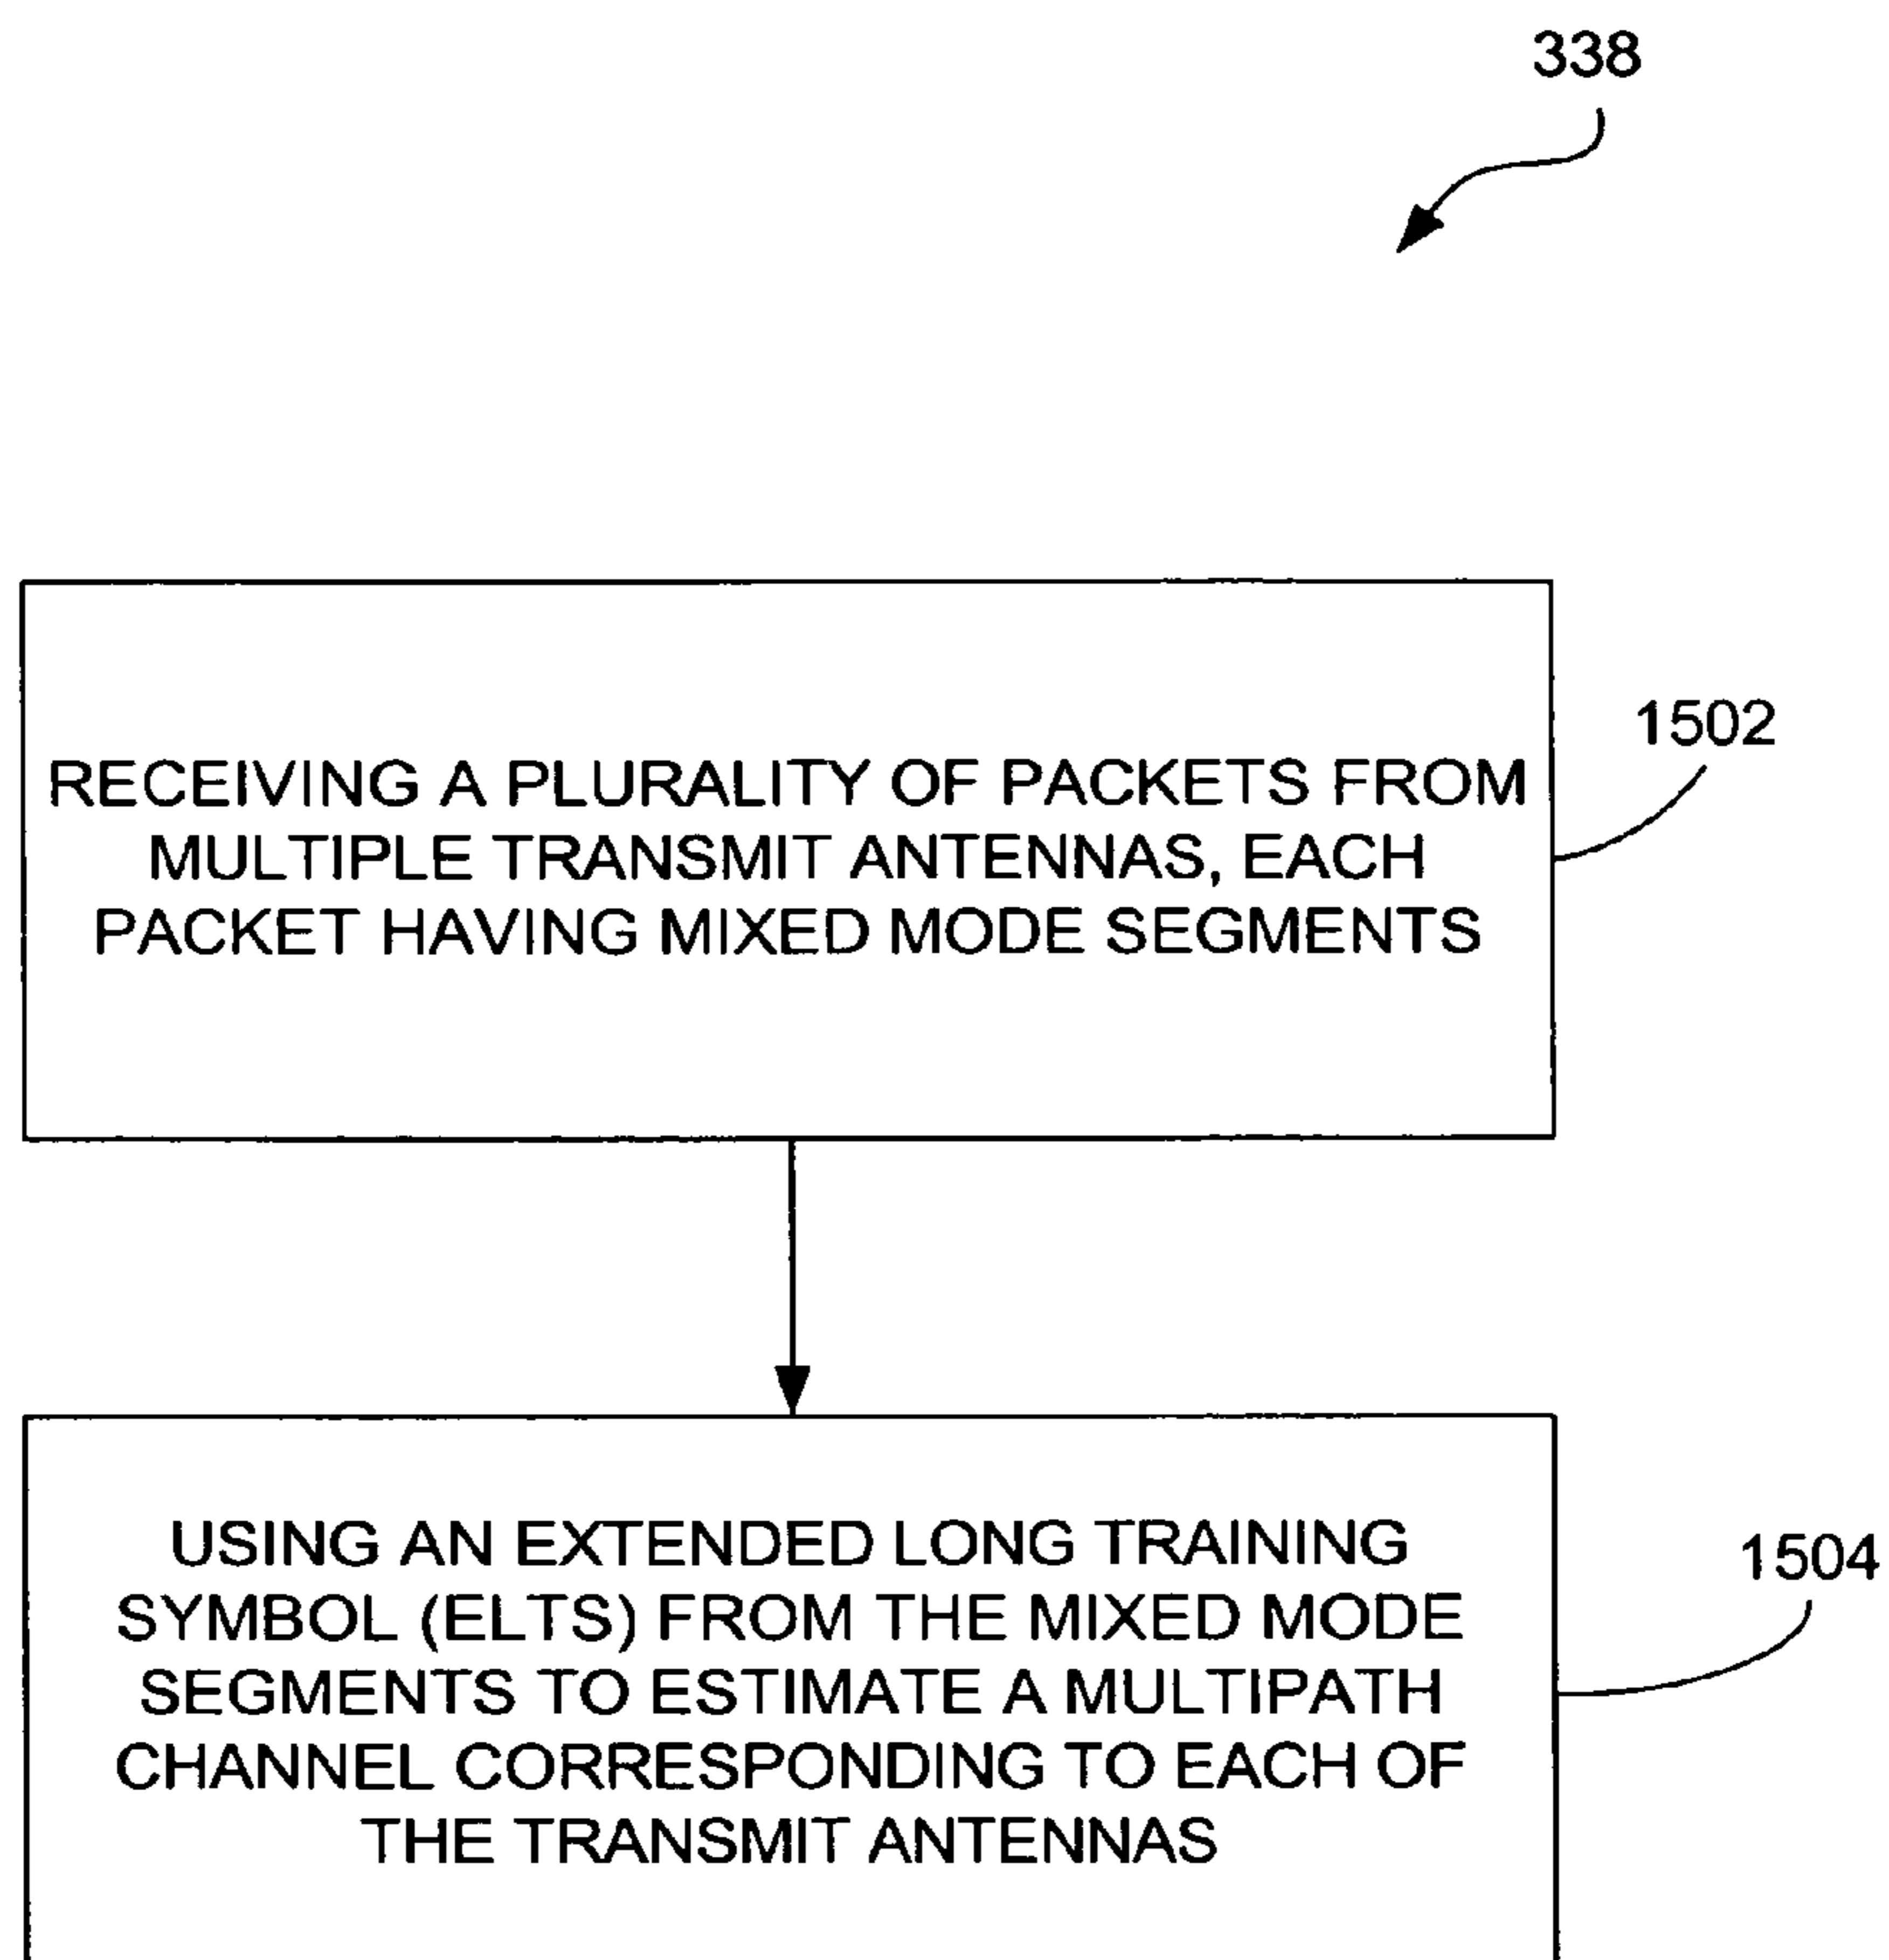 338
1502
RECEIVING A PLURALITY OF PACKETS FROM
MULTIPLE TRANSMIT ANTENNAS, EACH
PACKET HAVING MIXED MODE SEGMENTS
1504
USING AN EXTENDED LONG TRAINING
SYMBOL (ELTS) FROM THE MIXED MODE
SEGMENTS TO ESTIMATE A MULTIPATH
CHANNEL CORRESPONDING TO EACH OF
THE TRANSMIT ANTENNAS